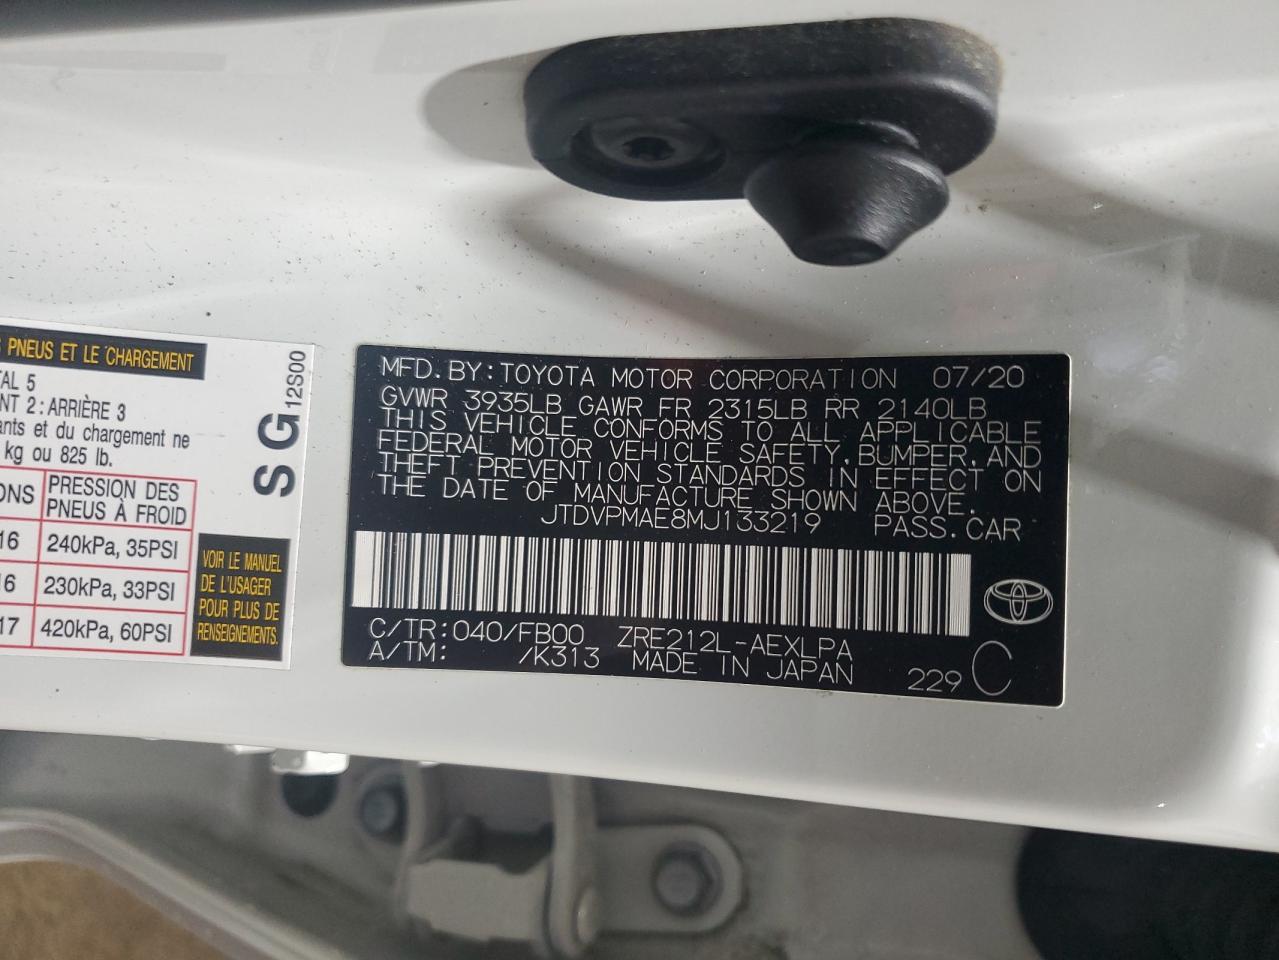 PNEUS ET LE CHARGEMENT
TAL 5
NT 2: ARRIÈRE 3
ants et du chargement ne
kg ou 825 lb.
ONS PRESSION DES
PNEUS À FROID
16 240kPa, 35PSI
16 230kPa, 33PSI
17 420kPa, 60PSI
S G 12S00
VOIR LE MANUEL
DE L'USAGER
POUR PLUS DE
RENSEIGNEMENTS.
MFD. BY: TOYOTA MOTOR CORPORATION 07/20
GVWR 3935LB GAWR FR 2315LB RR 2140LB
THIS VEHICLE CONFORMS TO ALL APPLICABLE
FEDERAL MOTOR VEHICLE SAFETY, BUMPER, AND
THEFT PREVENTION STANDARDS IN EFFECT ON
THE DATE OF MANUFACTURE SHOWN ABOVE.
JTDVPMAE8MJ133219 PASS. CAR
C/TR: 040/FB00 ZRE212L-AEXLPA
A/TM: /K313 MADE IN JAPAN 229 C